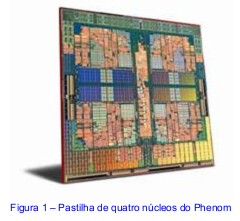 Figura 1 – Pastilha de quatro núcleos do Phenom